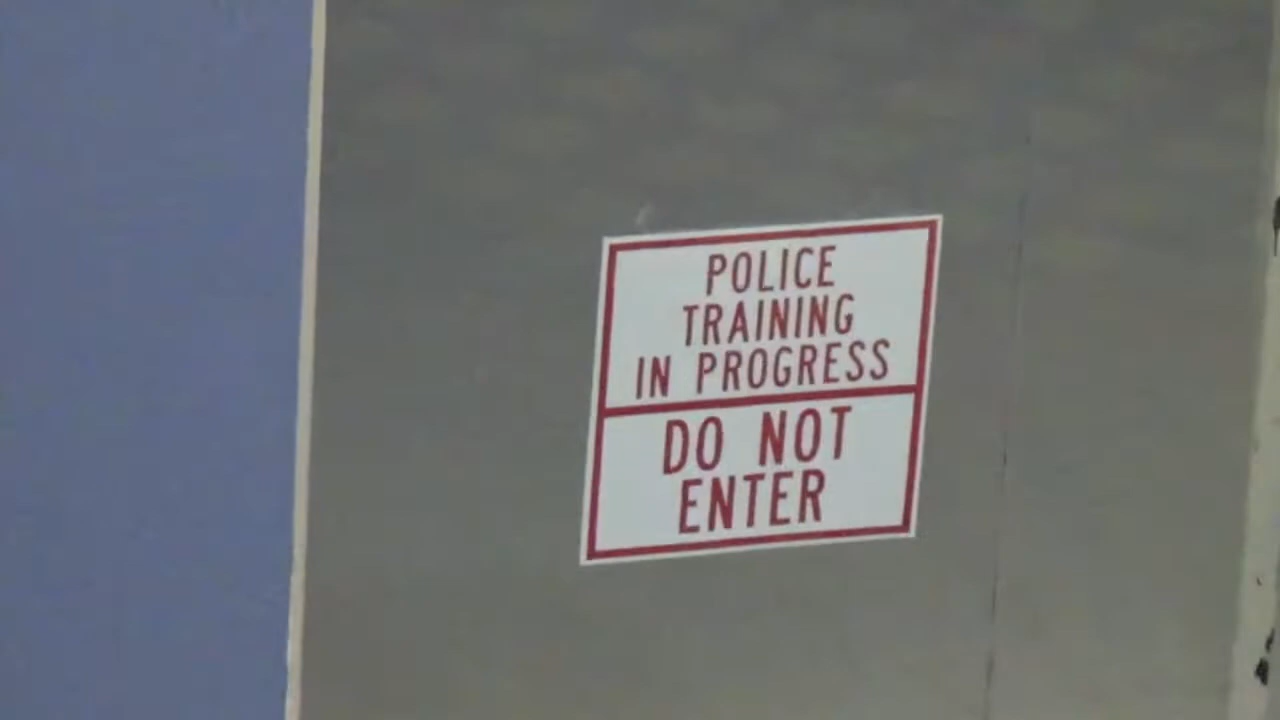 POLICE
TRAINING
IN PROGRESS
DO NOT
ENTER